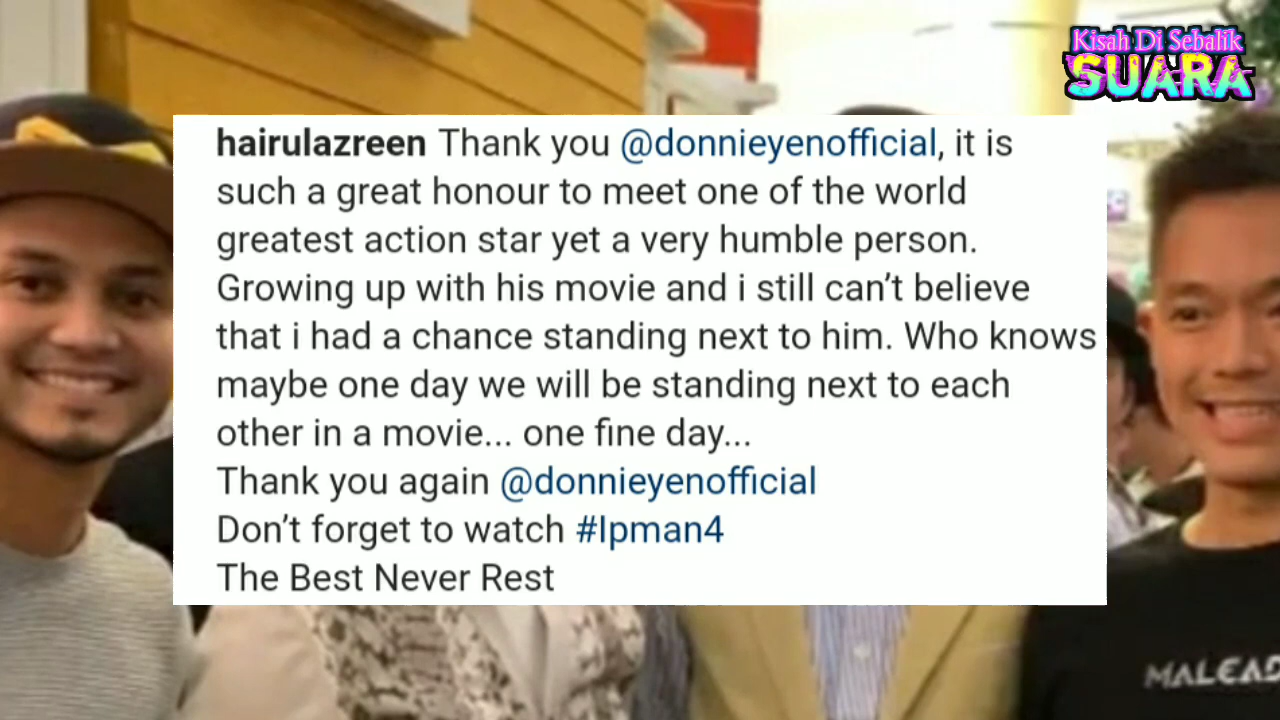 Kisah Di Sebalik
SUARA
hairulazreen Thank you @donnieyenofficial, it is
such a great honour to meet one of the world
greatest action star yet a very humble person.
Growing up with his movie and i still can’t believe
that i had a chance standing next to him. Who knows
maybe one day we will be standing next to each
other in a movie... one fine day...
Thank you again @donnieyenofficial
Don’t forget to watch #Ipman4
The Best Never Rest